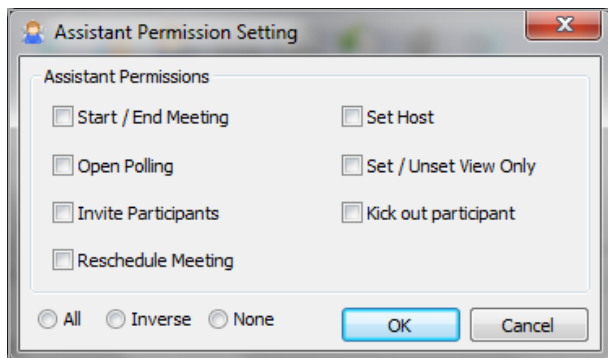 Assistant Permission Setting
Assistant Permissions
Start / End Meeting
Set Host
Open Polling
Set / Unset View Only
Invite Participants
Kick out participant
Reschedule Meeting
All Inverse None OK Cancel